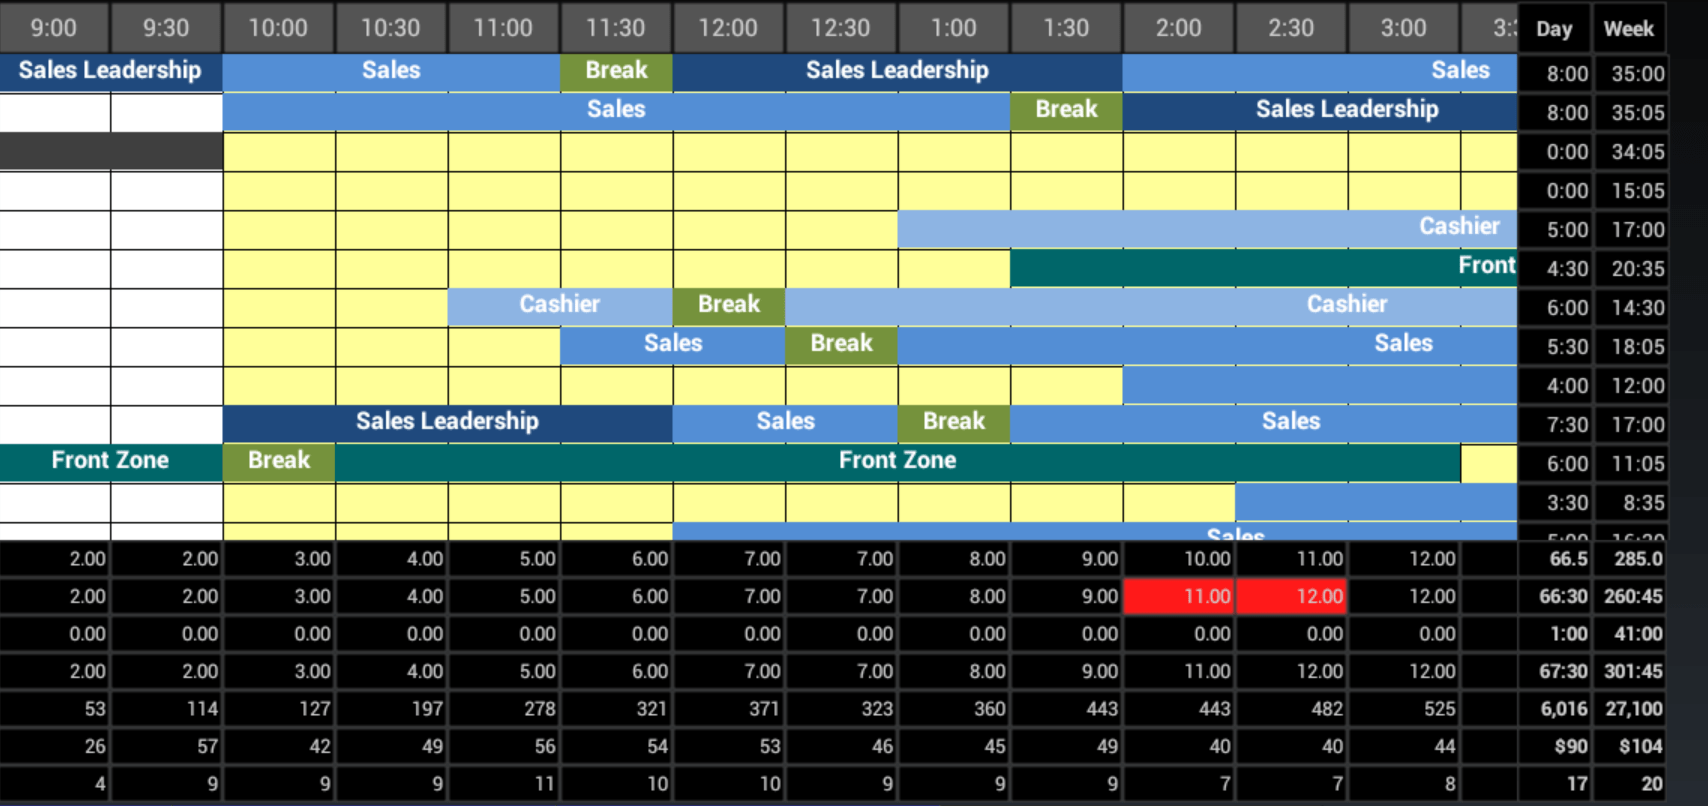 9:00 9:30 10:00 10:30 11:00 11:30 12:00 12:30 1:00 1:30 2:00 2:30 3:00 Day Week
Sales Leadership Sales Break Sales Leadership Sales 8:00 35:00
Sales Break Sales Leadership 8:00 35:05
0:00 34:05
0:00 15:05
Cashier 5:00 17:00
Front 4:30 20:35
Cashier Break Cashier 6:00 14:30
Sales Break Sales 5:30 18:05
4:00 12:00
Sales Leadership Sales Break Sales 7:30 17:00
Front Zone Break Front Zone 6:00 11:05
3:30 8:35
Sales
2.00 2.00 3.00 4.00 5.00 6.00 7.00 7.00 8.00 9.00 10.00 11.00 12.00 66.5 285.0
2.00 2.00 3.00 4.00 5.00 6.00 7.00 7.00 8.00 9.00 11.00 12.00 12.00 66:30 260:45
0.00 0.00 0.00 0.00 0.00 0.00 0.00 0.00 0.00 0.00 0.00 0.00 0.00 1:00 41:00
2.00 2.00 3.00 4.00 5.00 6.00 7.00 7.00 8.00 9.00 11.00 12.00 12.00 67:30 301:45
53 114 127 197 278 321 371 323 360 443 443 482 525 6,016 27,100
26 57 42 49 56 54 53 46 45 49 40 40 44 $90 $104
4 9 9 9 11 10 10 9 9 9 7 7 8 17 20